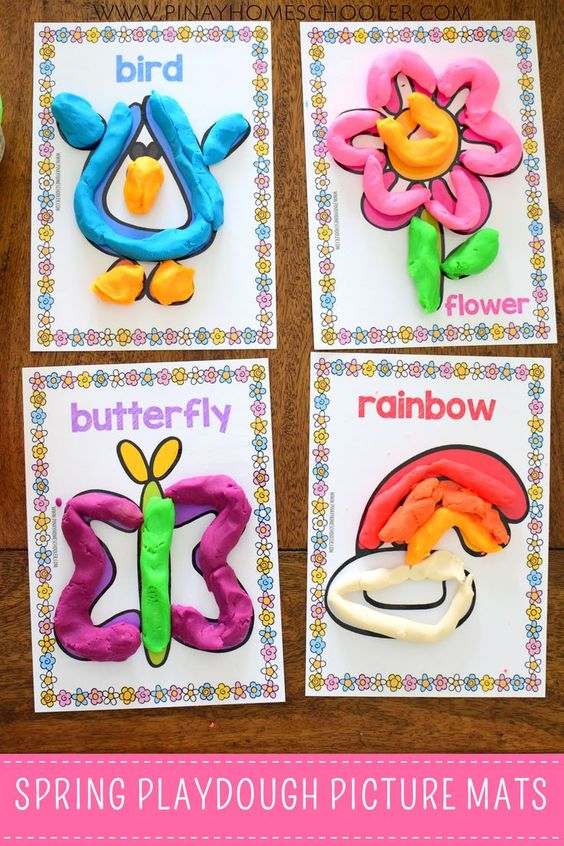 WWW.PINAYHOMESCHOOLER.COM
bird
flower
butterfly
rainbow
SPRING PLAYDOUGH PICTURE MATS